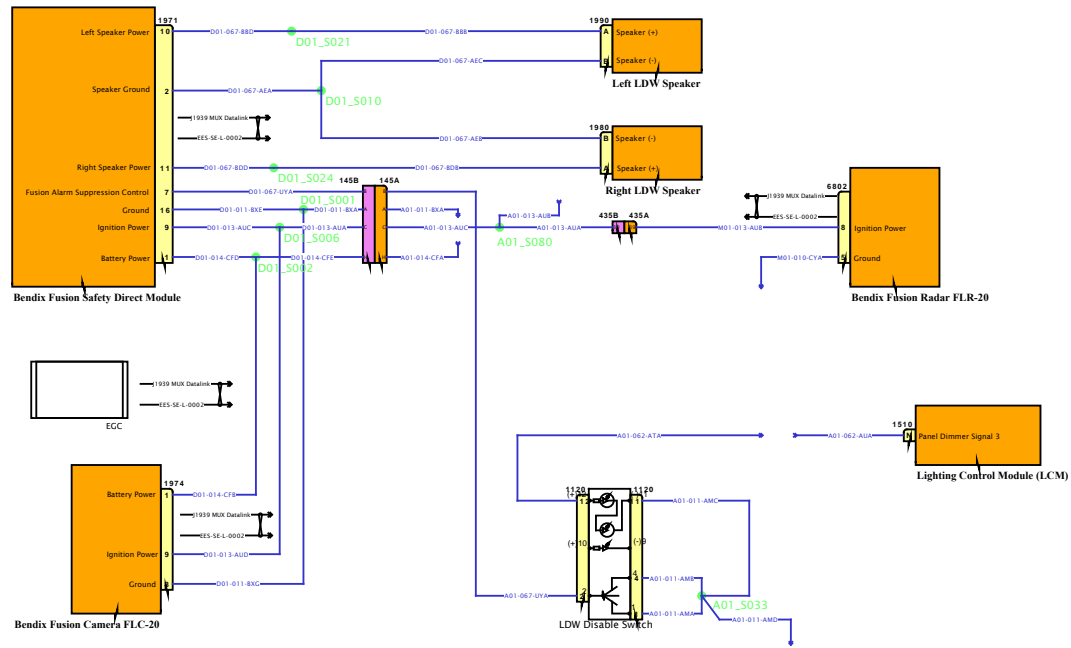 1971
10
Left Speaker Power
D01-067-BBD
D01_S021
D01-067-BBB
1990
A
Speaker (+)
B
Speaker (-)
Left LDW Speaker
D01-067-AEC
Speaker Ground
2
D01-067-AEA
D01_S010
J1939 MUX Datalink
EES-SE-L-0002
D01-067-AEB
1980
B
Speaker (-)
A
Speaker (+)
Right LDW Speaker
Right Speaker Power
11
D01-067-BDD
D01_S024
D01-067-BDB
145B
145A
Fusion Alarm Suppression Control
7
D01-067-UYA
D01_S001
Ground
16
D01-011-BXE
D01-011-BXA
A01-011-BXA
Ignition Power
9
D01-013-AUC
D01_S006
D01-013-AUA
A01-013-AUC
A01-013-AUB
A01_S080
A01-013-AUA
435B
435A
M01-013-AUB
Battery Power
1
D01-014-CFD
D01_S002
D01-014-CFE
A01-014-CFA
Bendix Fusion Safety Direct Module
6802
J1939 MUX Datalink
EES-SE-L-0002
8
Ignition Power
M01-010-CYA
Ground
Bendix Fusion Radar FLR-20
J1939 MUX Datalink
EES-SE-L-0002
EGC
1974
Battery Power
1
D01-014-CFB
J1939 MUX Datalink
EES-SE-L-0002
Ignition Power
9
D01-013-AUD
Ground
D01-011-BXG
Bendix Fusion Camera FLC-20
A01-062-ATA
A01-062-AUA
1510
Panel Dimmer Signal 3
Lighting Control Module (LCM)
1120
1120
A01-011-AMC
(+)10
(-)9
4
A01-011-AMB
A01-067-UYA
2
A01_S033
A01-011-AMA
A01-011-AMD
LDW Disable Switch